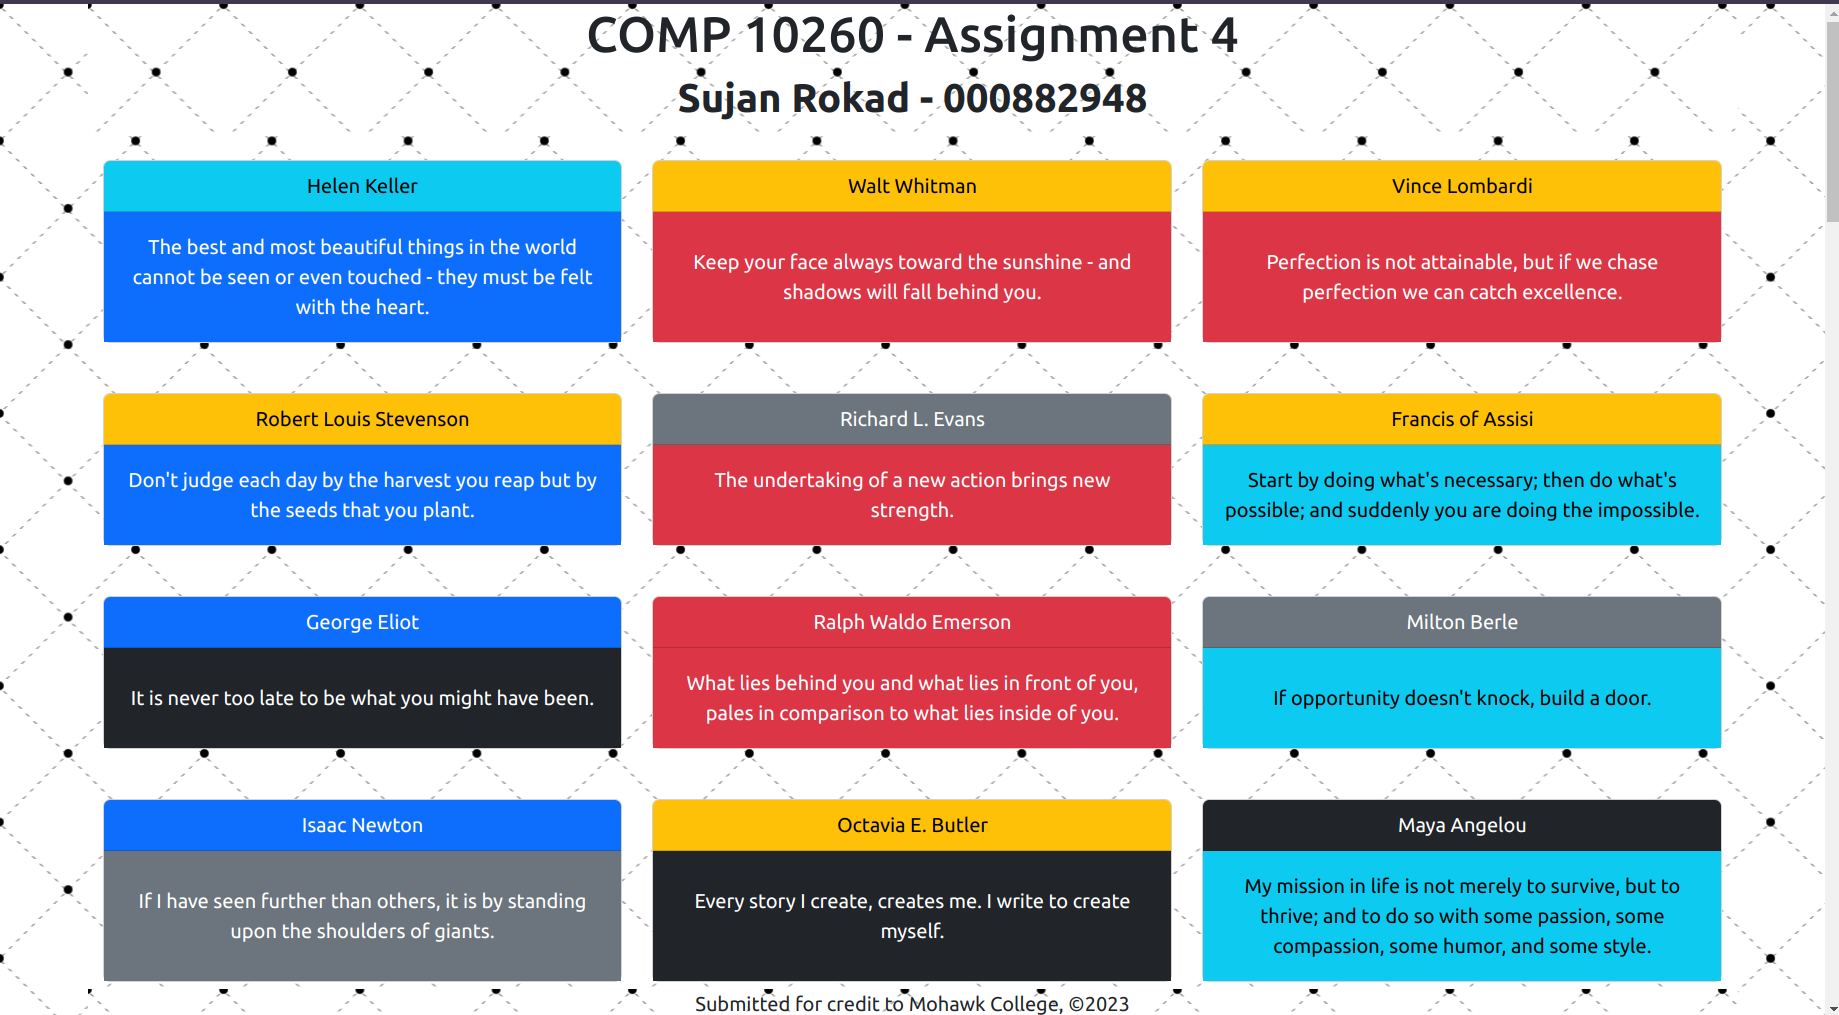 COMP 10260 - Assignment 4
Sujan Rokad - 000882948
Helen Keller
The best and most beautiful things in the world
cannot be seen or even touched - they must be felt
with the heart.
Walt Whitman
Keep your face always toward the sunshine - and
shadows will fall behind you.
Vince Lombardi
Perfection is not attainable, but if we chase
perfection we can catch excellence.
Robert Louis Stevenson
Don't judge each day by the harvest you reap but by
the seeds that you plant.
Richard L. Evans
The undertaking of a new action brings new
strength.
Francis of Assisi
Start by doing what's necessary; then do what's
possible; and suddenly you are doing the impossible.
George Eliot
It is never too late to be what you might have been.
Ralph Waldo Emerson
What lies behind you and what lies in front of you,
pales in comparison to what lies inside of you.
Milton Berle
If opportunity doesn't knock, build a door.
Isaac Newton
If I have seen further than others, it is by standing
upon the shoulders of giants.
Octavia E. Butler
Every story I create, creates me. I write to create
myself.
Maya Angelou
My mission in life is not merely to survive, but to
thrive; and to do so with some passion, some
compassion, some humor, and some style.
Submitted for credit to Mohawk College, ©2023